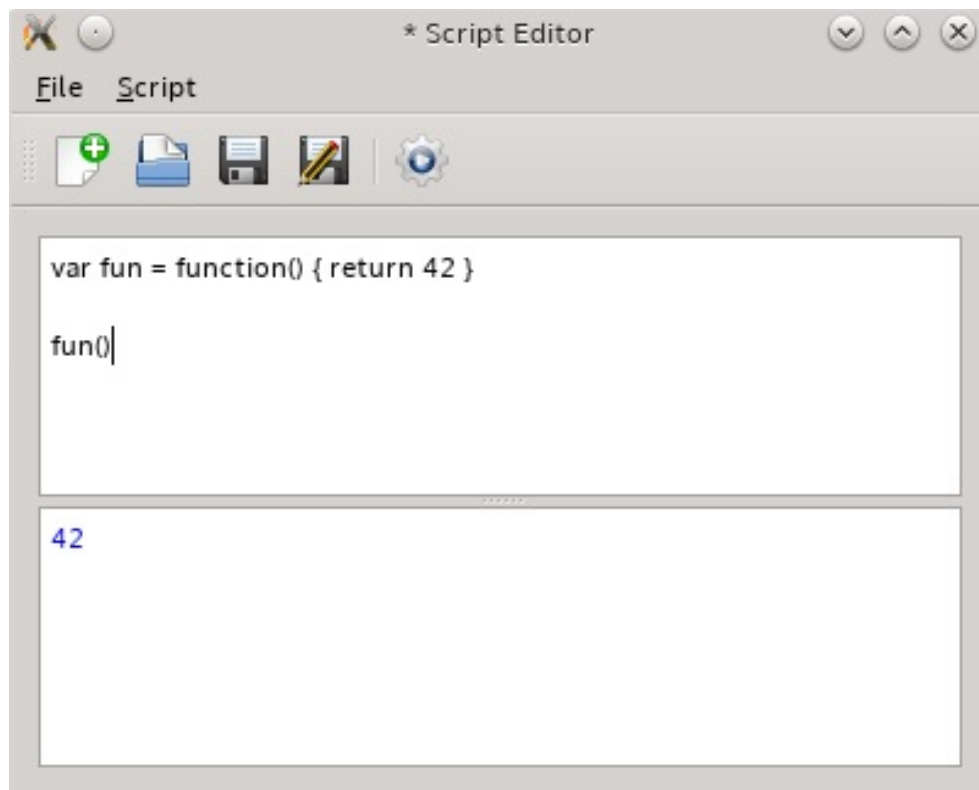 * Script Editor
File Script
var fun = function() { return 42 }
fun()
42